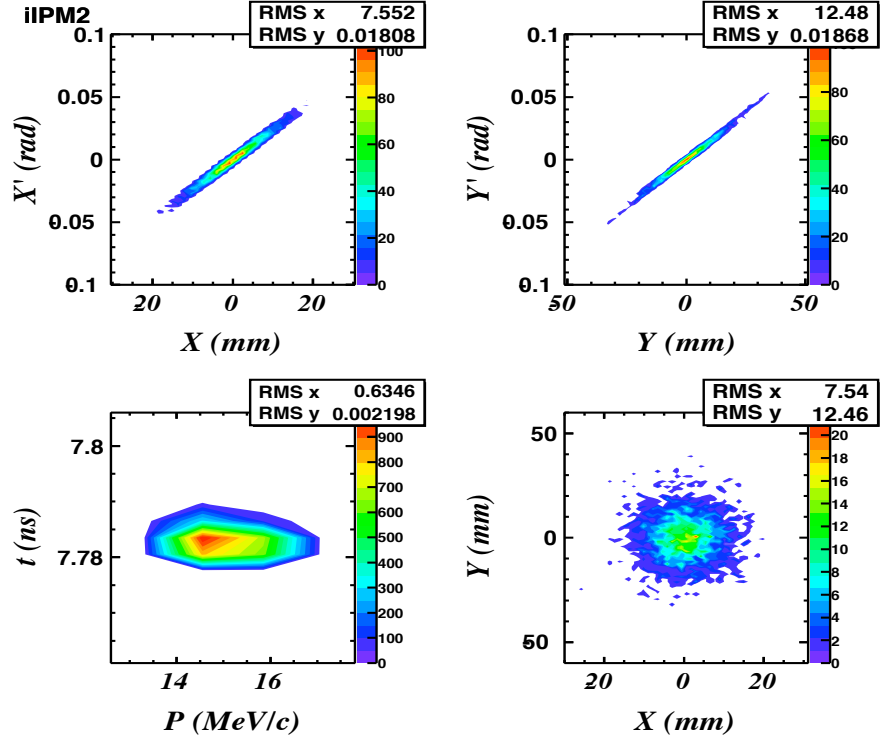 iIPM2
RMS x 7.552
RMS y 0.01808
0.1
0.05
0
-0.05
-0.1
-20 0 20
X (mm)
X' (rad)
100
80
60
40
20
0
RMS x 12.48
RMS y 0.01868
0.1
0.05
0
-0.05
-0.1
-50 0 50
Y (mm)
Y' (rad)
80
60
40
20
0
RMS x 0.6346
RMS y 0.002198
7.8
7.78
14 16
P (MeV/c)
t (ns)
900
800
700
600
500
400
300
200
100
0
RMS x 7.54
RMS y 12.46
50
0
-50
-20 0 20
X (mm)
Y (mm)
20
18
16
14
12
10
8
6
4
2
0